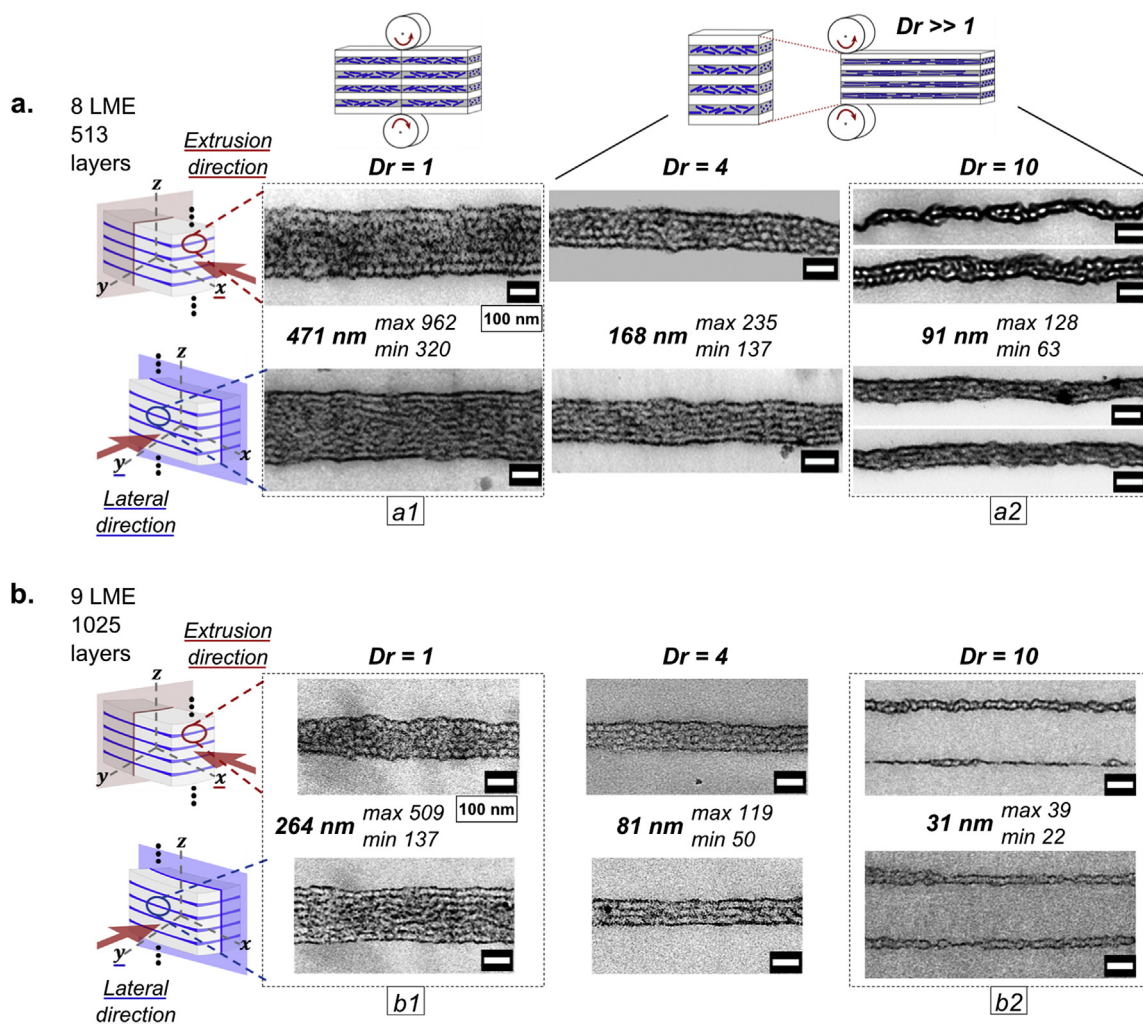 Dr >> 1
a.
8 LME
513
layers
Extrusion
direction
Dr = 1
Dr = 4
Dr = 10
z
y
x
100 nm
471 nm
max 962
min 320
168 nm
max 235
min 137
91 nm
max 128
min 63
z
y
x
Lateral
direction
a1
a2
b.
9 LME
1025
layers
Extrusion
direction
Dr = 1
Dr = 4
Dr = 10
z
y
x
100 nm
264 nm
max 509
min 137
81 nm
max 119
min 50
31 nm
max 39
min 22
z
y
x
Lateral
direction
b1
b2